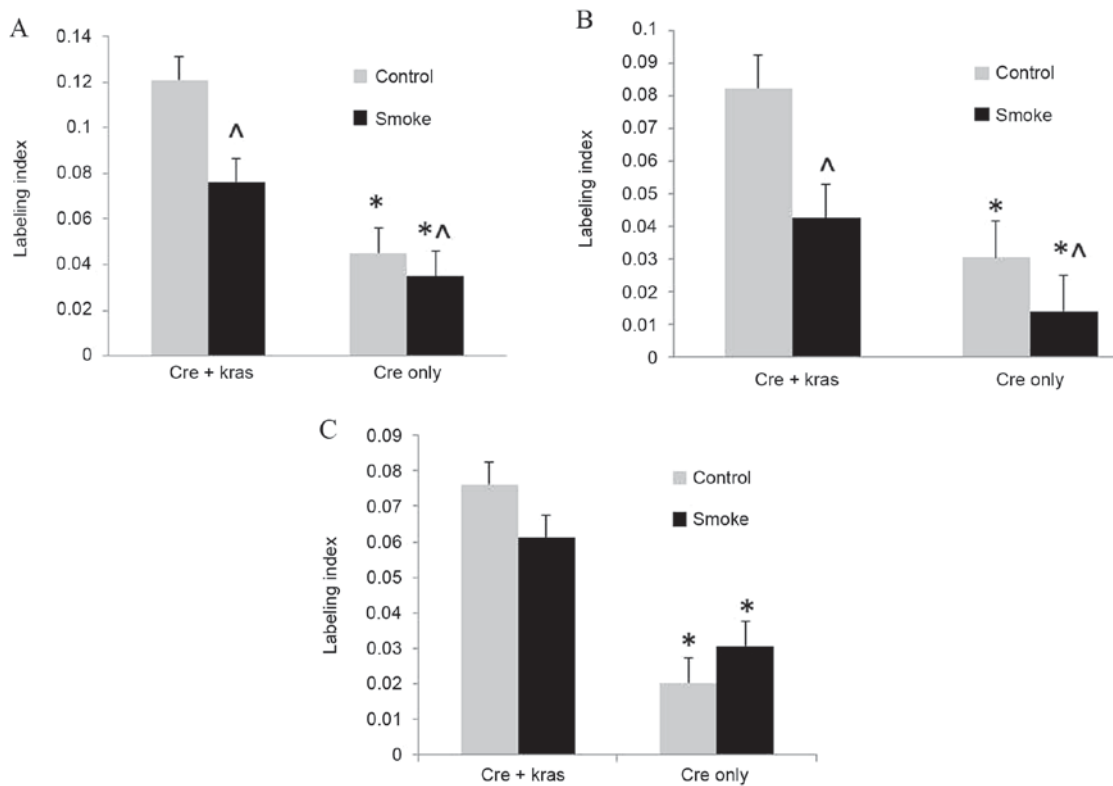 A
0.14
0.12
0.1
0.08
0.06
0.04
0.02
0
Labeling index
Control
Smoke
^
*
*^
Cre + kras
Cre only
B
0.1
0.09
0.08
0.07
0.06
0.05
0.04
0.03
0.02
0.01
0
Labeling index
Control
Smoke
^
*
*^
Cre + kras
Cre only
C
0.09
0.08
0.07
0.06
0.05
0.04
0.03
0.02
0.01
0
Labeling index
Control
Smoke
*
*
Cre + kras
Cre only